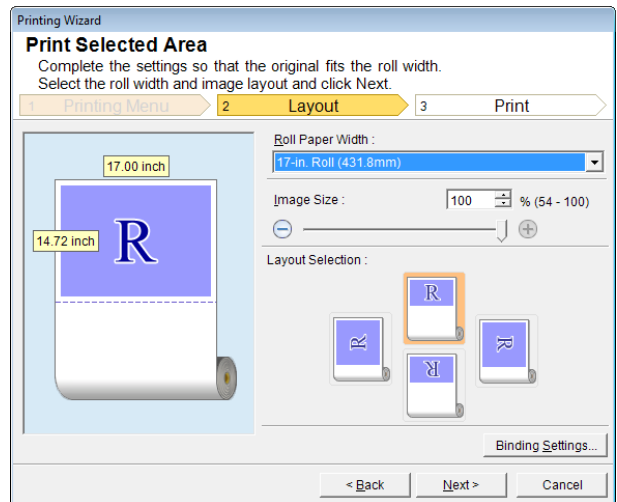 Printing Wizard
Print Selected Area
Complete the settings so that the original fits the roll width.
Select the roll width and image layout and click Next.
1 Printing Menu 2 Layout 3 Print
Roll Paper Width :
17-in. Roll (431.8mm)
17.00 inch
Image Size : 100 % (54 - 100)
14.72 inch
R
Layout Selection :
R
R
R
R
Binding Settings...
< Back Next > Cancel